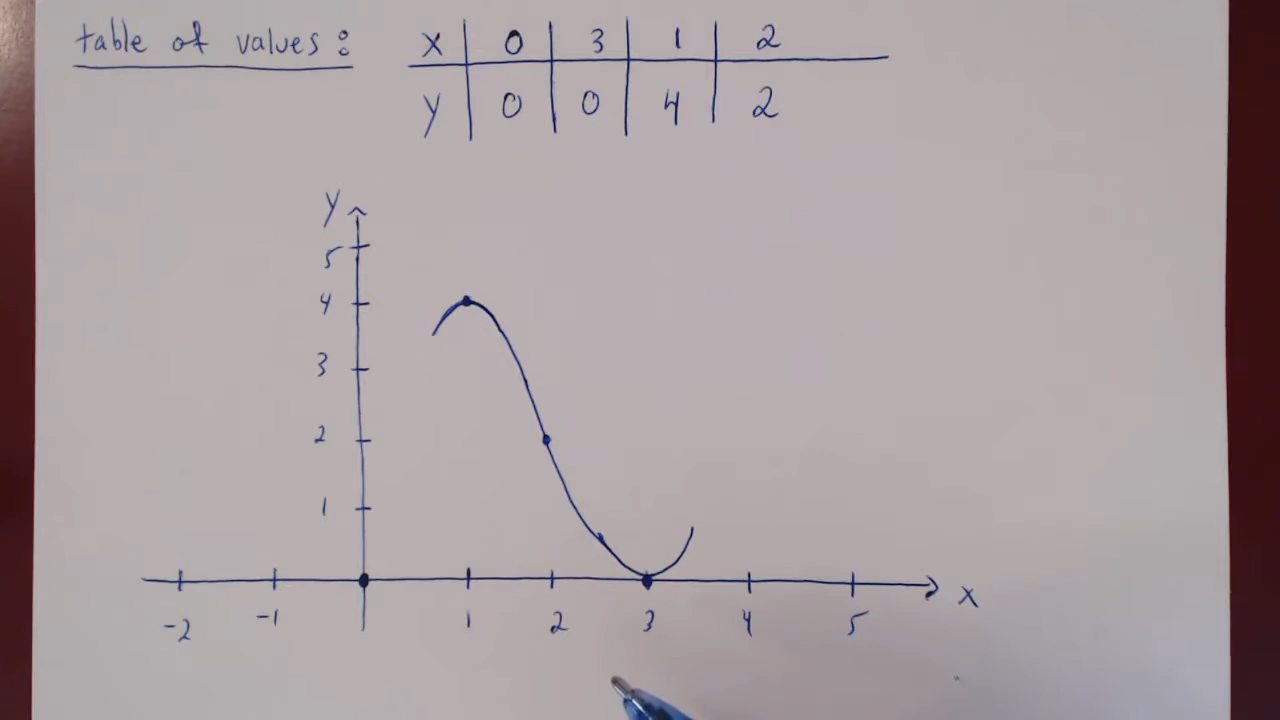 table of values:
x 0 3 1 2
y 0 0 4 2
y
5
4
3
2
1
-2 -1 1 2 3 4 5 x